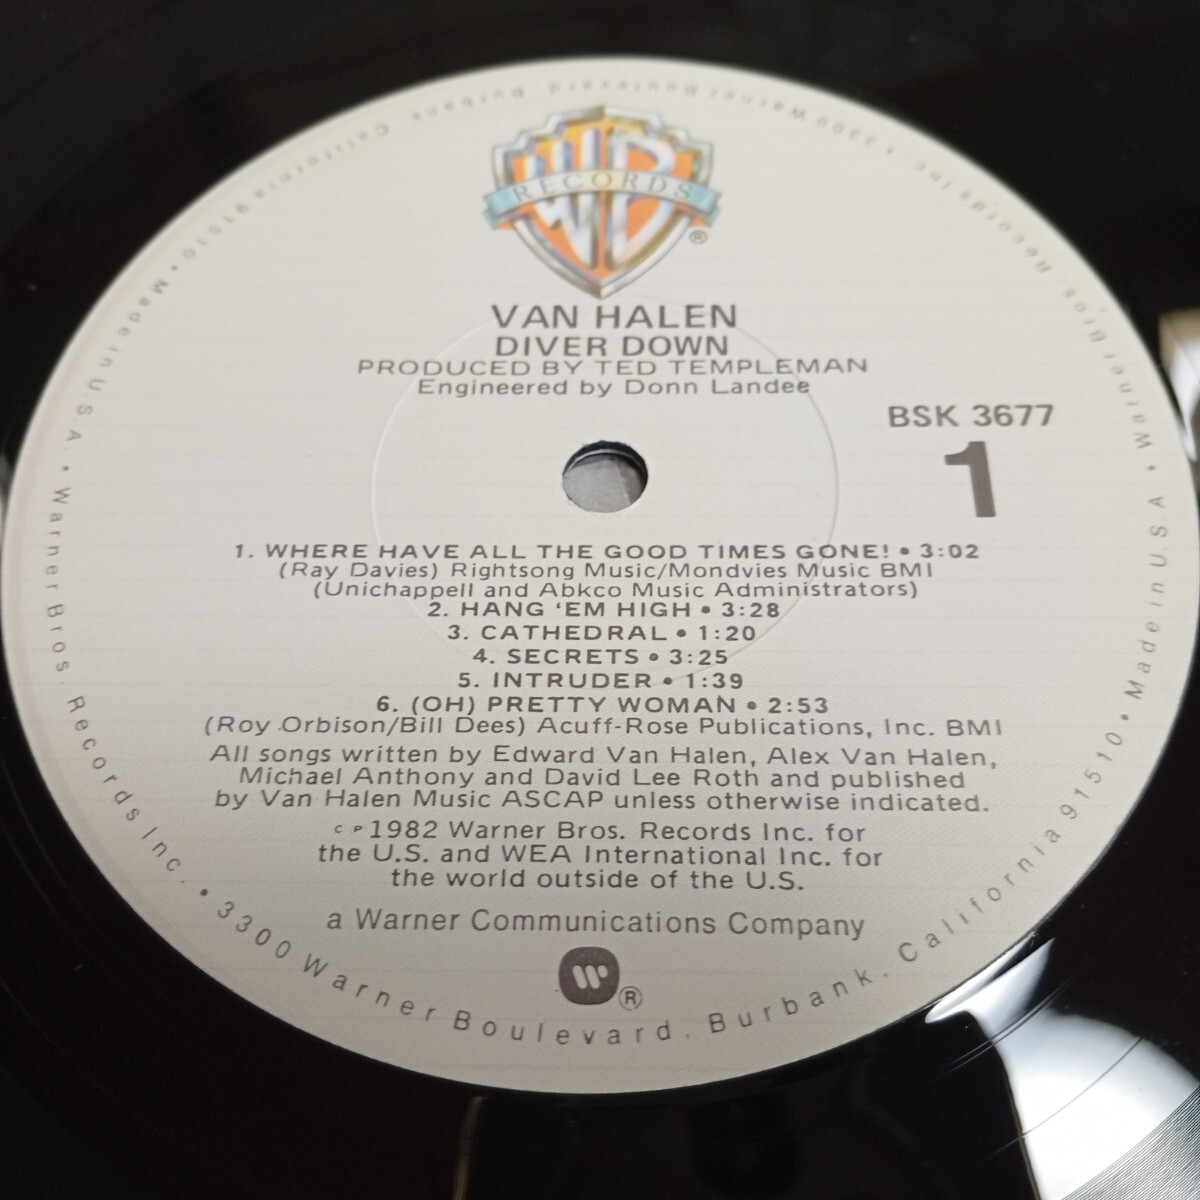 WB
RECORDS
®
VAN HALEN
DIVER DOWN
PRODUCED BY TED TEMPLEMAN
Engineered by Donn Landee
BSK 3677
1
1. WHERE HAVE ALL THE GOOD TIMES GONE! • 3:02
(Ray Davies) Rightsong Music/Mondvies Music BMI
(Unichappell and Abkco Music Administrators)
2. HANG 'EM HIGH • 3:28
3. CATHEDRAL • 1:20
4. SECRETS • 3:25
5. INTRUDER • 1:39
6. (OH) PRETTY WOMAN • 2:53
(Roy Orbison/Bill Dees) Acuff-Rose Publications, Inc. BMI
All songs written by Edward Van Halen, Alex Van Halen,
Michael Anthony and David Lee Roth and published
by Van Halen Music ASCAP unless otherwise indicated.
© ℗ 1982 Warner Bros. Records Inc. for
the U.S. and WEA International Inc. for
the world outside of the U.S.
a Warner Communications Company
®
Warner Bros. Records Inc. • 3300 Warner Boulevard. Burbank. California 91510 • Made in U.S.A. • Warner Bros. Records Inc. • 3300 Warner Boulevard. Burbank. California 91510 • Made in U.S.A. •